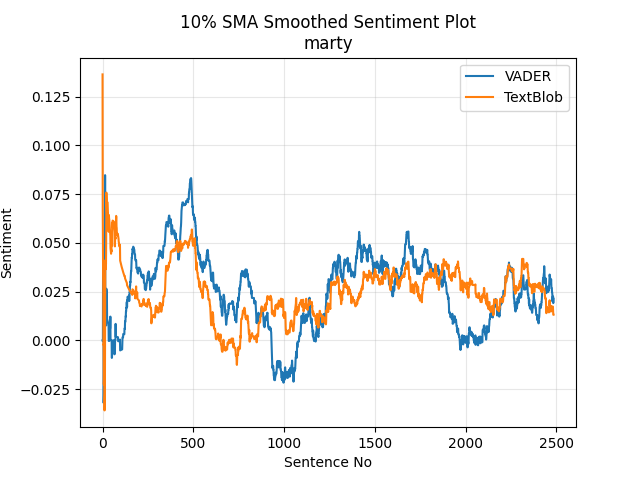 10% SMA Smoothed Sentiment Plot
marty
VADER
TextBlob
Sentiment
0.125
0.100
0.075
0.050
0.025
0.000
−0.025
0
500
1000
1500
2000
2500
Sentence No